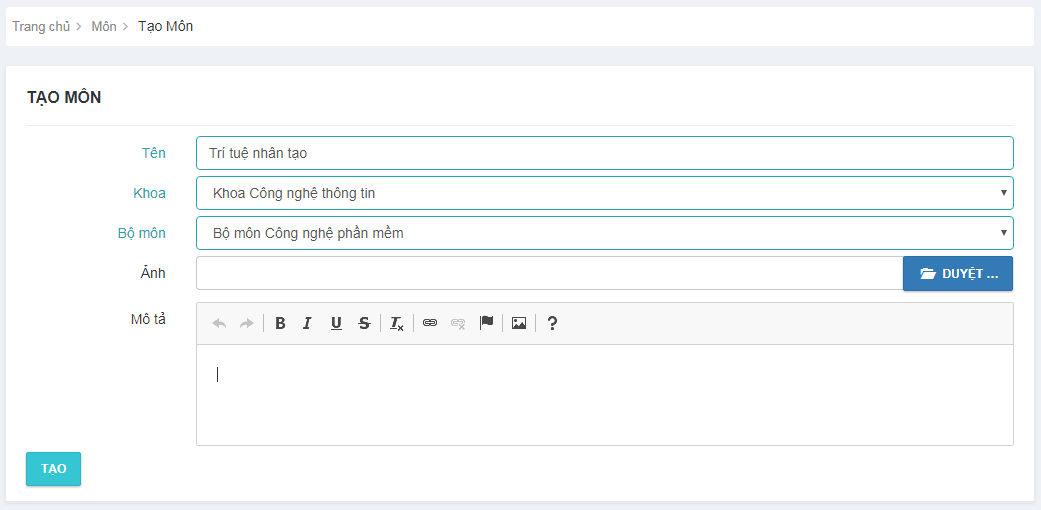 Trang chủ > Môn > Tạo Môn
TẠO MÔN
Tên Trí tuệ nhân tạo
Khoa Khoa Công nghệ thông tin
Bộ môn Bộ môn Công nghệ phần mềm
Ảnh DUYỆT ...
Mô tả B I U S Ix ?
TẠO